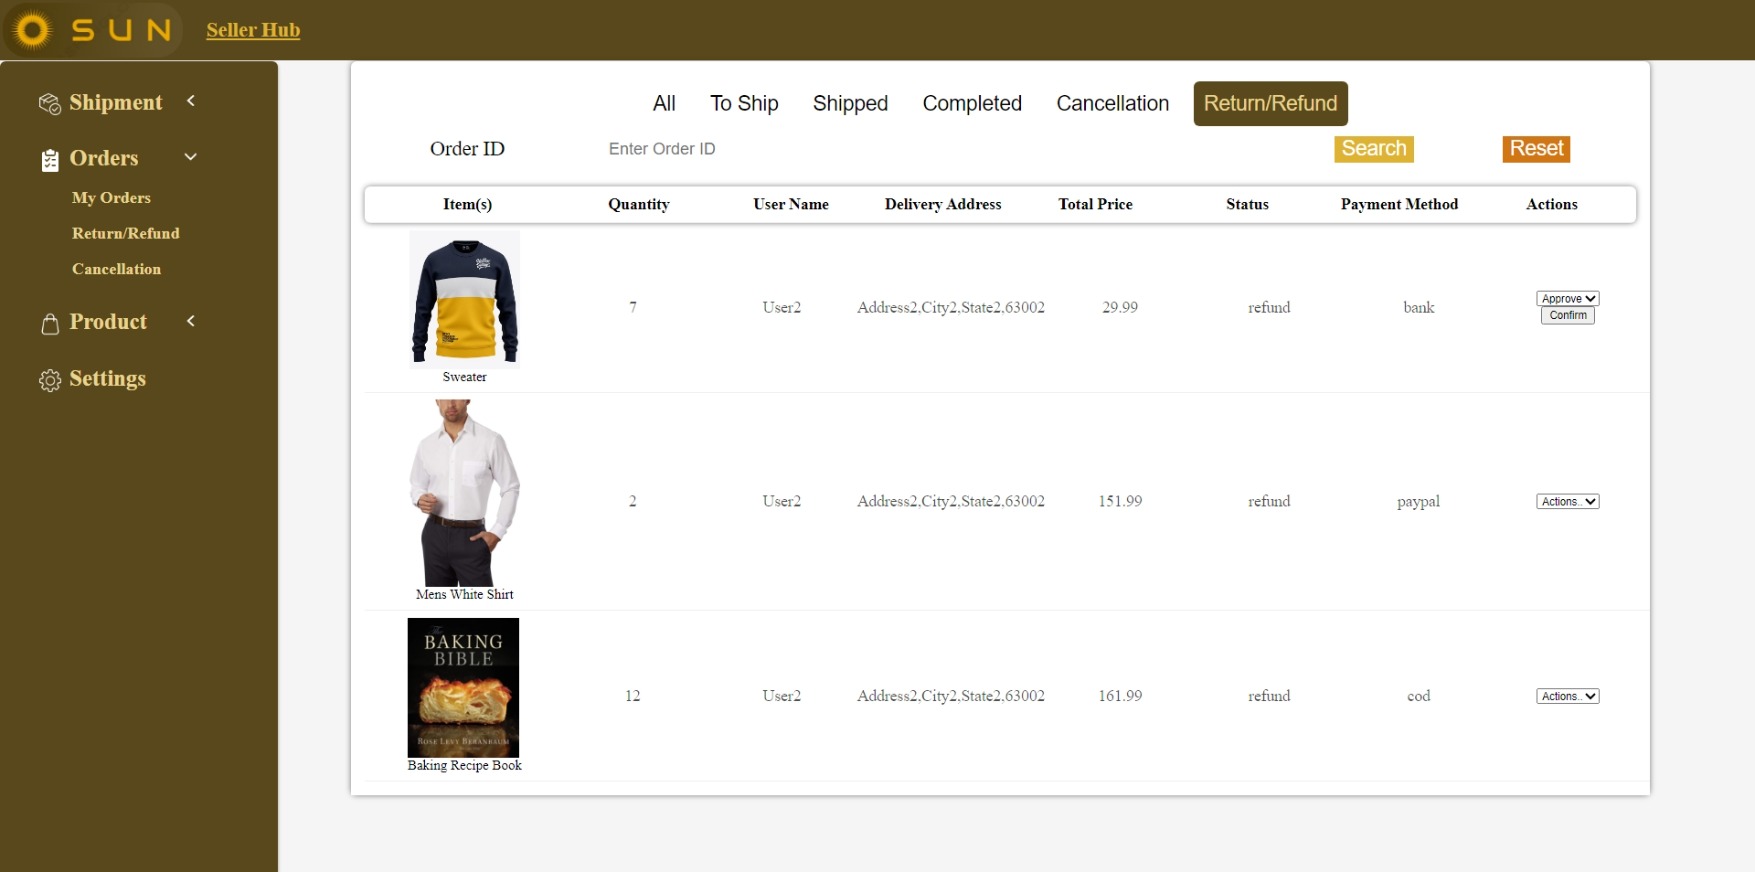 SUN Seller Hub
Shipment
Orders
My Orders
Return/Refund
Cancellation
Product
Settings
All To Ship Shipped Completed Cancellation Return/Refund
Order ID Enter Order ID Search Reset
Item(s) Quantity User Name Delivery Address Total Price Status Payment Method Actions
7 User2 Address2,City2,State2,63002 29.99 refund bank Approve
Confirm
Sweater
2 User2 Address2,City2,State2,63002 151.99 refund paypal Actions..
Mens White Shirt
BAKING
BIBLE
12 User2 Address2,City2,State2,63002 161.99 refund cod Actions..
ROSE LEVY BERANBAUM
Baking Recipe Book